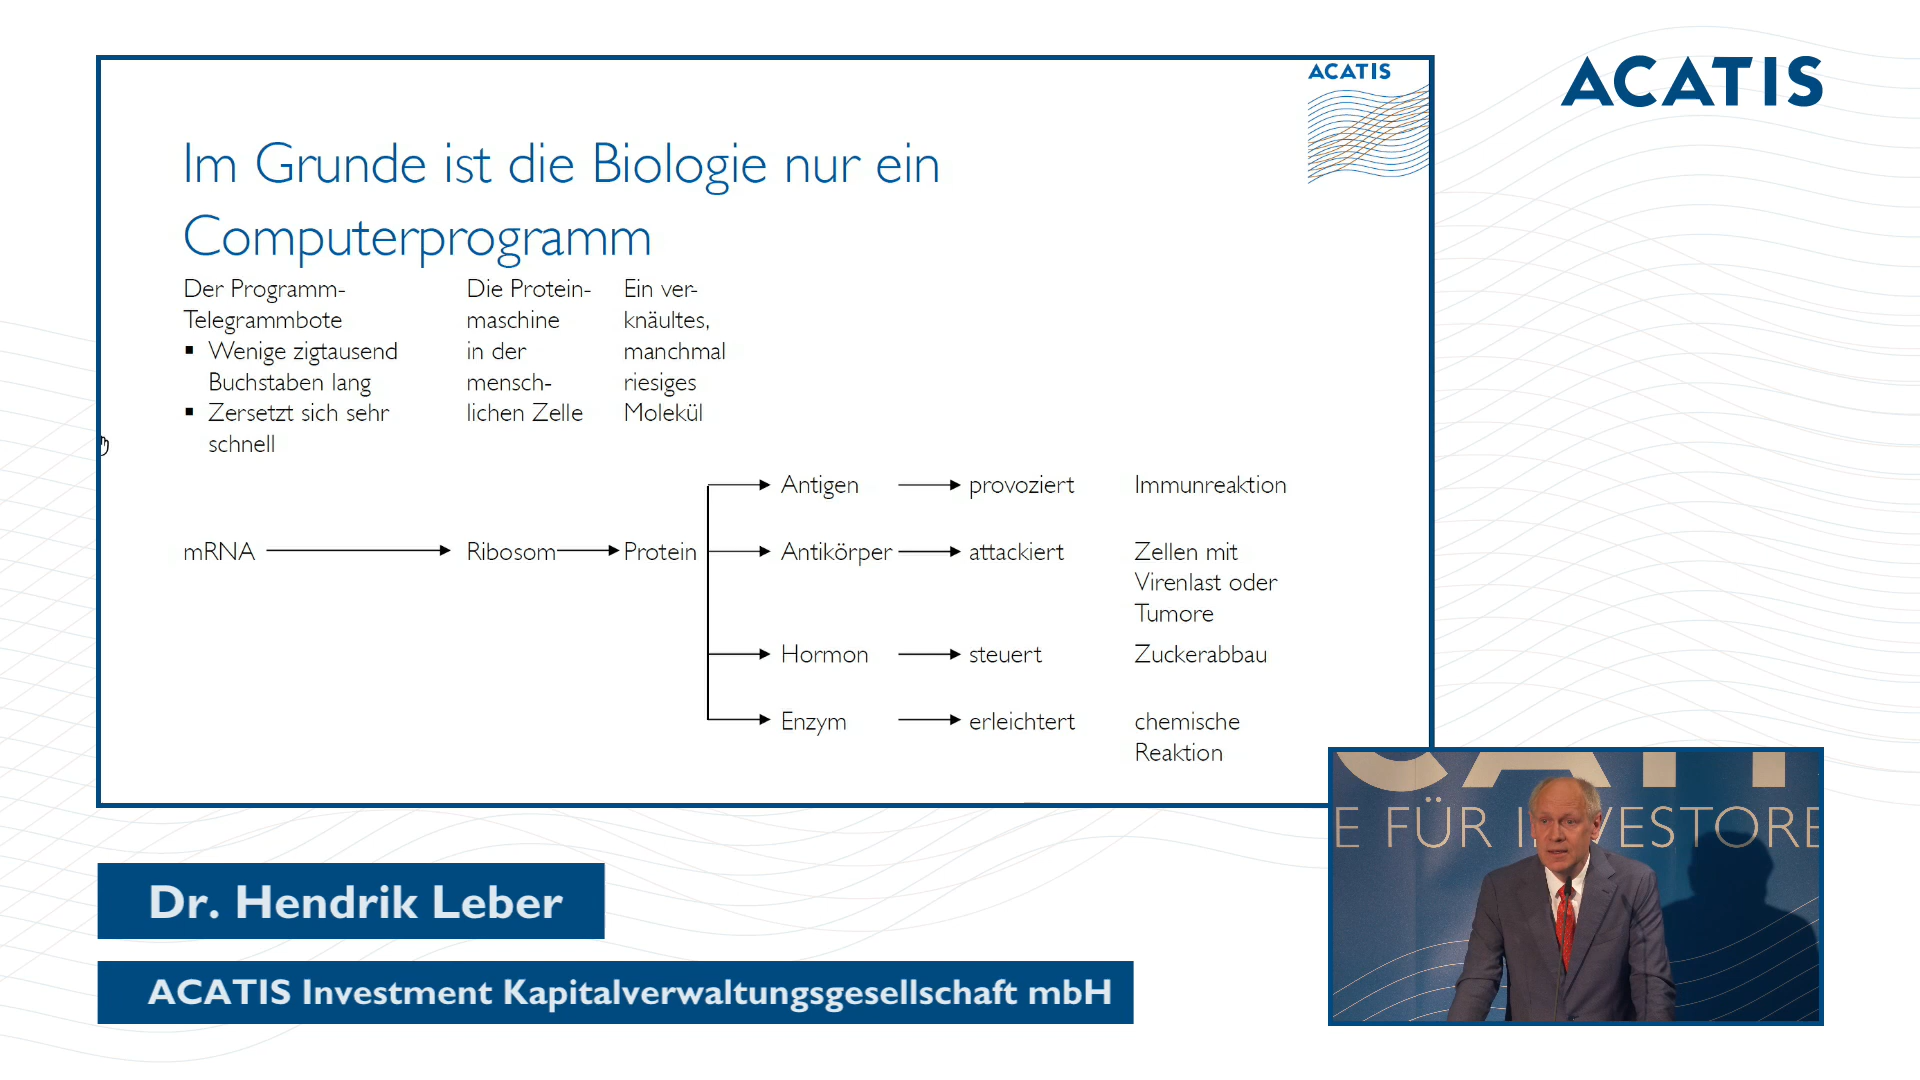 ACATIS
ACATIS
Im Grunde ist die Biologie nur ein
Computerprogramm
Der Programm-
Telegrammbote
▪ Wenige zigtausend
Buchstaben lang
▪ Zersetzt sich sehr
schnell
Die Protein-
maschine
in der
mensch-
lichen Zelle
Ein ver-
knäultes,
manchmal
riesiges
Molekül
mRNA
Ribosom
Protein
Antigen
provoziert
Immunreaktion
Antikörper
attackiert
Zellen mit
Virenlast oder
Tumore
Hormon
steuert
Zuckerabbau
Enzym
erleichtert
chemische
Reaktion
CATI
E FÜR I VESTORE
Dr. Hendrik Leber
ACATIS Investment Kapitalverwaltungsgesellschaft mbH